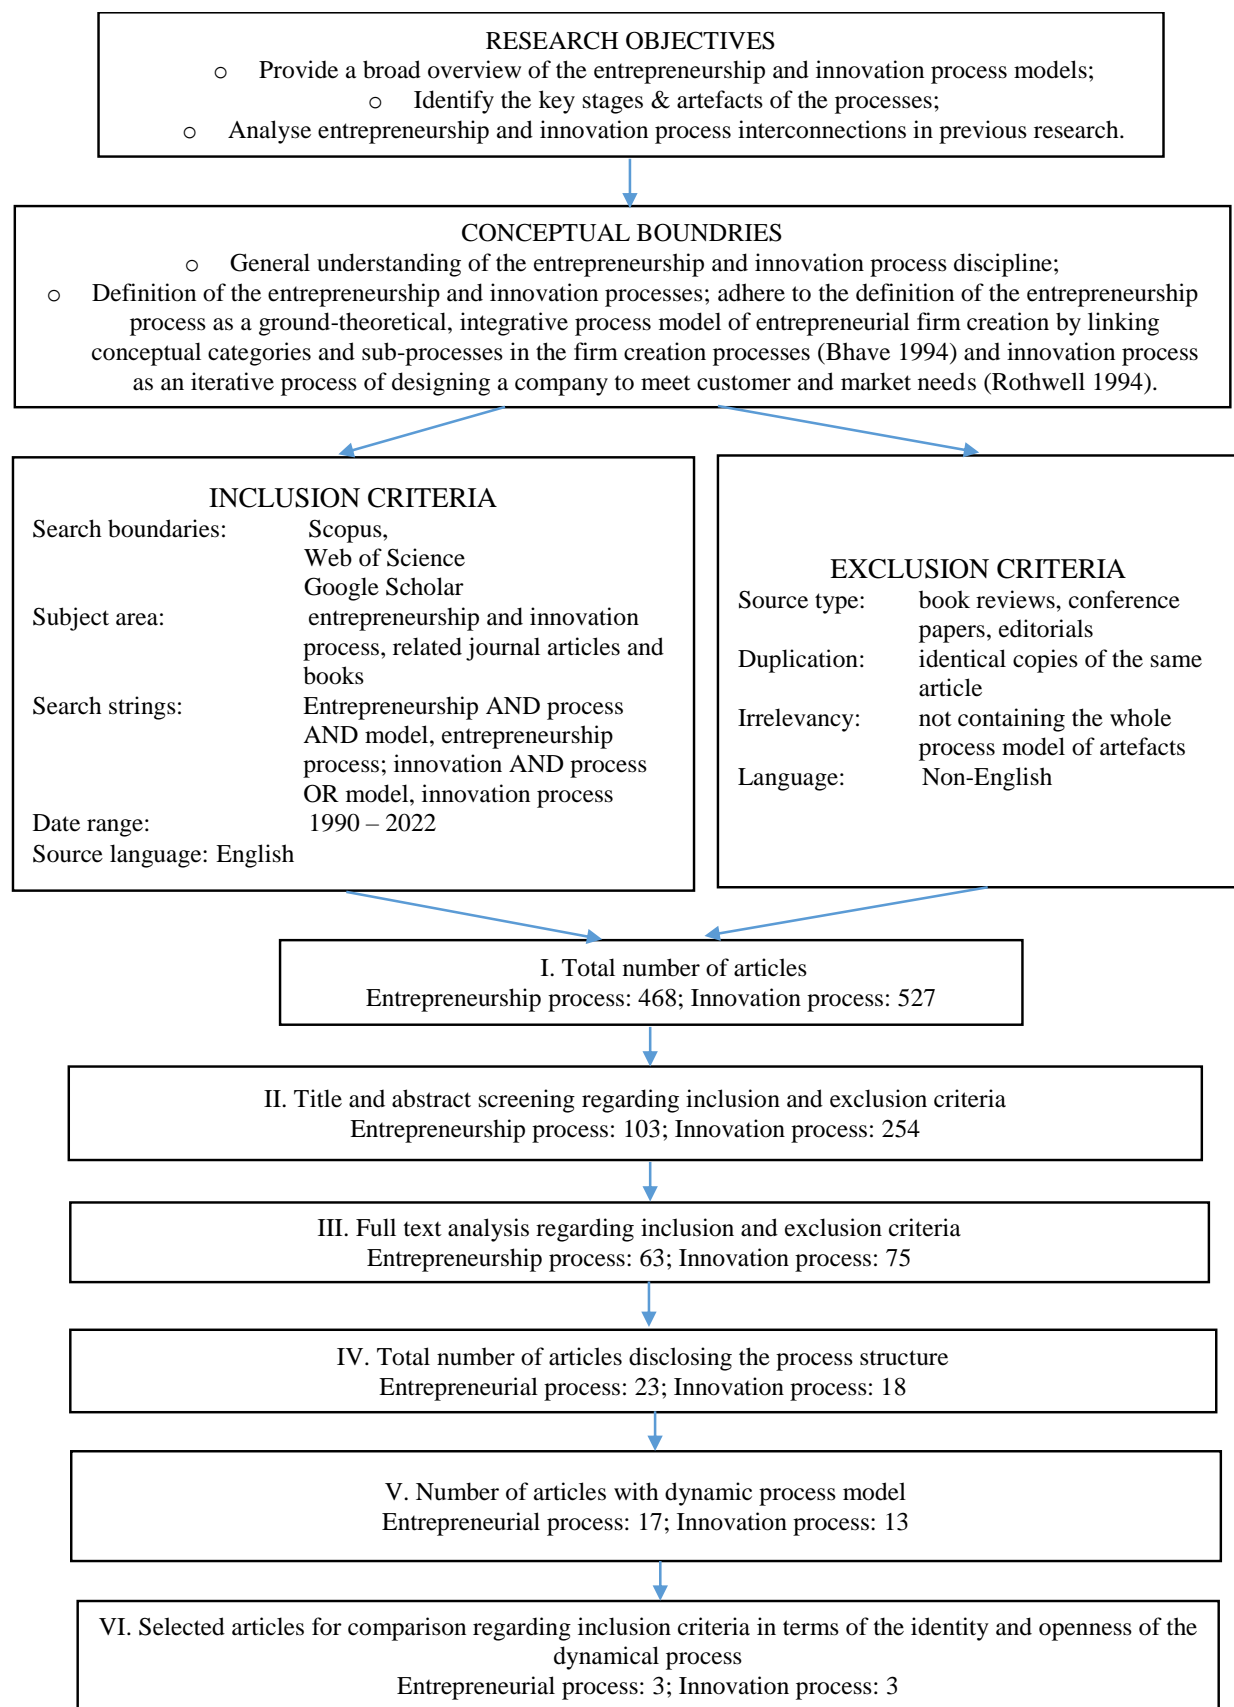 RESEARCH OBJECTIVES
o Provide a broad overview of the entrepreneurship and innovation process models;
o Identify the key stages & artefacts of the processes;
o Analyse entrepreneurship and innovation process interconnections in previous research.
CONCEPTUAL BOUNDRIES
o General understanding of the entrepreneurship and innovation process discipline;
o Definition of the entrepreneurship and innovation processes; adhere to the definition of the entrepreneurship
process as a ground-theoretical, integrative process model of entrepreneurial firm creation by linking
conceptual categories and sub-processes in the firm creation processes (Bhave 1994) and innovation process
as an iterative process of designing a company to meet customer and market needs (Rothwell 1994).
INCLUSION CRITERIA
Search boundaries: Scopus,
Web of Science
Google Scholar
Subject area: entrepreneurship and innovation
process, related journal articles and
books
Search strings: Entrepreneurship AND process
AND model, entrepreneurship
process; innovation AND process
OR model, innovation process
Date range: 1990 – 2022
Source language: English
EXCLUSION CRITERIA
Source type: book reviews, conference
papers, editorials
Duplication: identical copies of the same
article
Irrelevancy: not containing the whole
process model of artefacts
Language: Non-English
I. Total number of articles
Entrepreneurship process: 468; Innovation process: 527
II. Title and abstract screening regarding inclusion and exclusion criteria
Entrepreneurship process: 103; Innovation process: 254
III. Full text analysis regarding inclusion and exclusion criteria
Entrepreneurship process: 63; Innovation process: 75
IV. Total number of articles disclosing the process structure
Entrepreneurial process: 23; Innovation process: 18
V. Number of articles with dynamic process model
Entrepreneurial process: 17; Innovation process: 13
VI. Selected articles for comparison regarding inclusion criteria in terms of the identity and openness of the
dynamical process
Entrepreneurial process: 3; Innovation process: 3